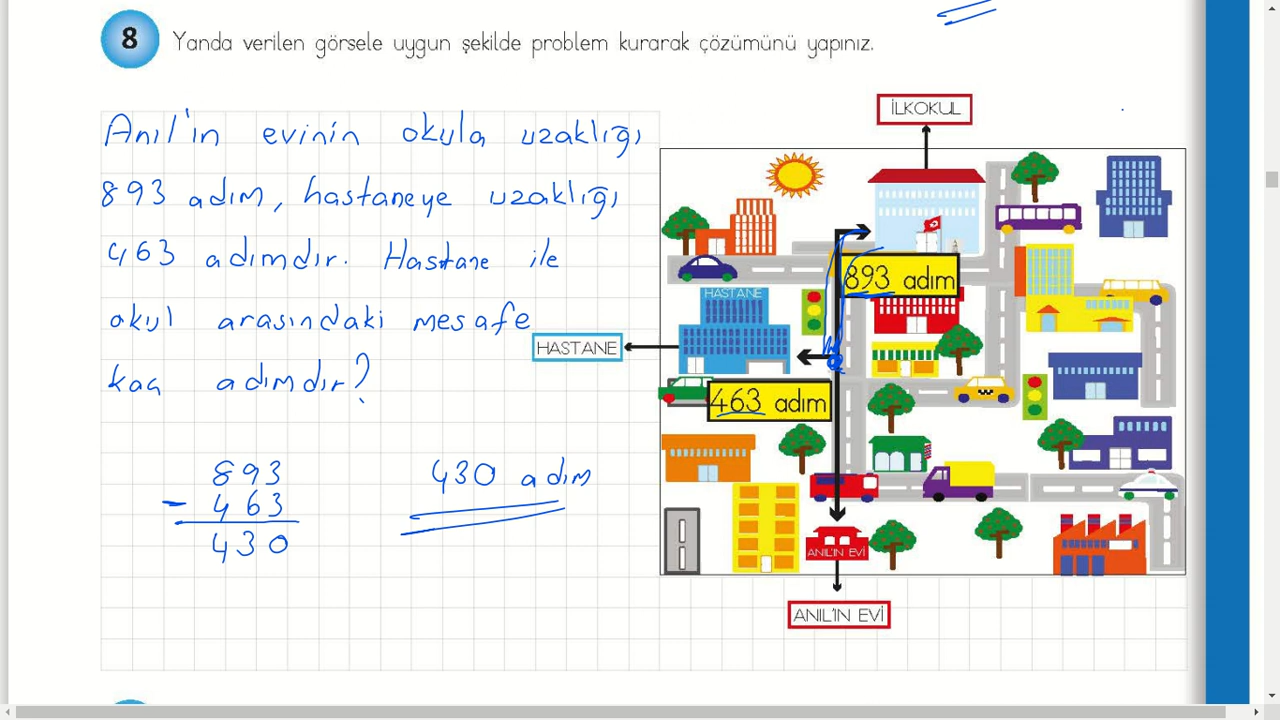 8
Yanda verilen görsele uygun şekilde problem kurarak çözümünü yapınız.
Anıl'ın evinin okula uzaklığı
893 adım, hastaneye uzaklığı
463 adımdır. Hastane ile
okul arasındaki mesafe
kaç adımdır?
893
- 463
430
430 adım
İLKOKUL
893 adım
HASTANE
HASTANE
463 adım
ANIL'IN EVİ
ANIL'IN EVİ